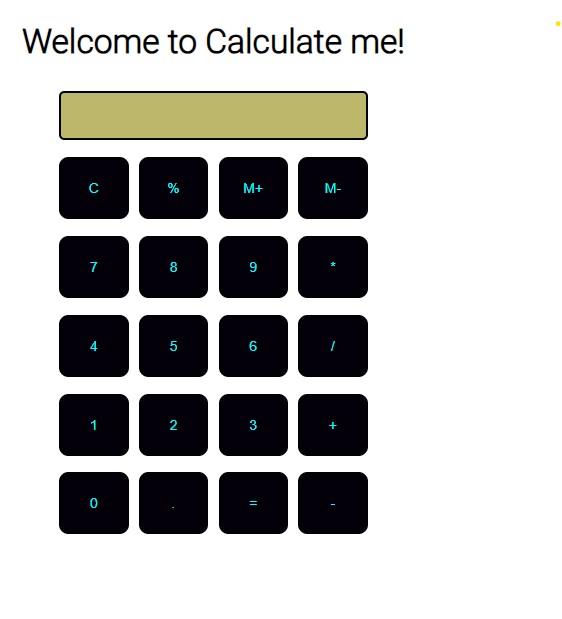 Welcome to Calculate me!
C % M+ M-
7 8 9 *
4 5 6 /
1 2 3 +
0 . = -